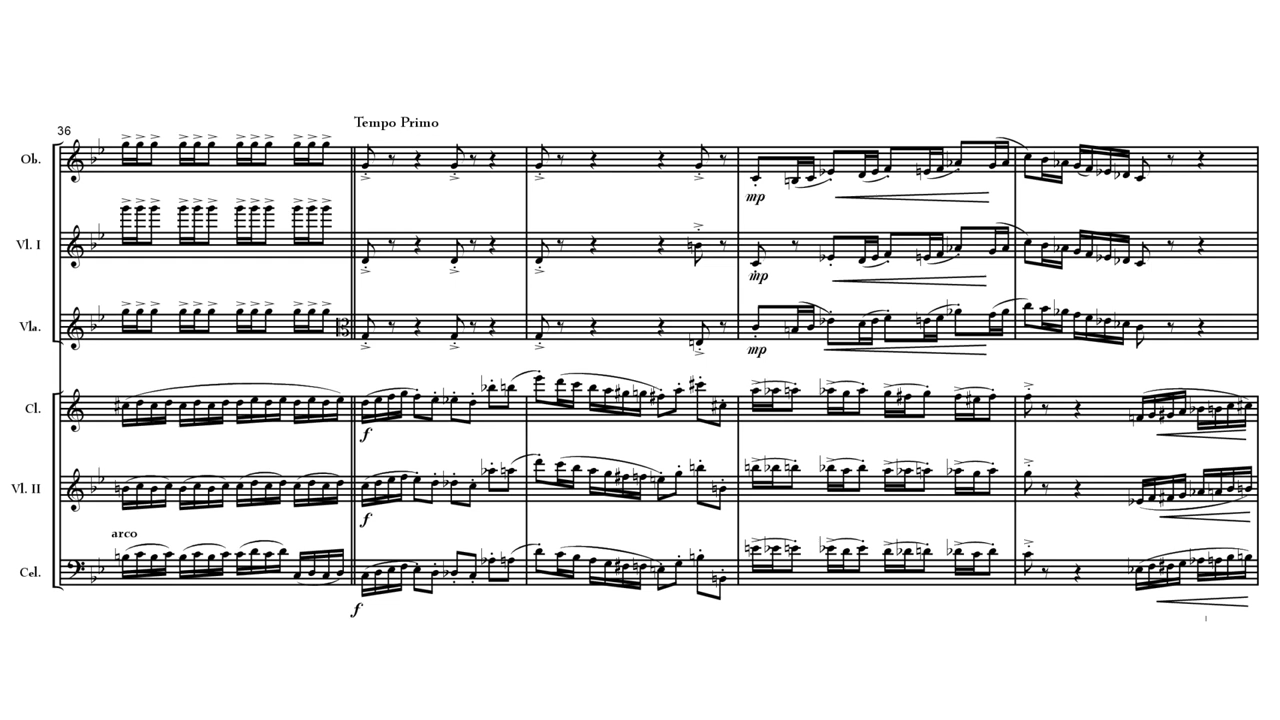 36
Tempo Primo
Ob.
Vl. I
mp
mp
Vla.
mp
Cl.
f
Vl. II
f
arco
Cel.
f